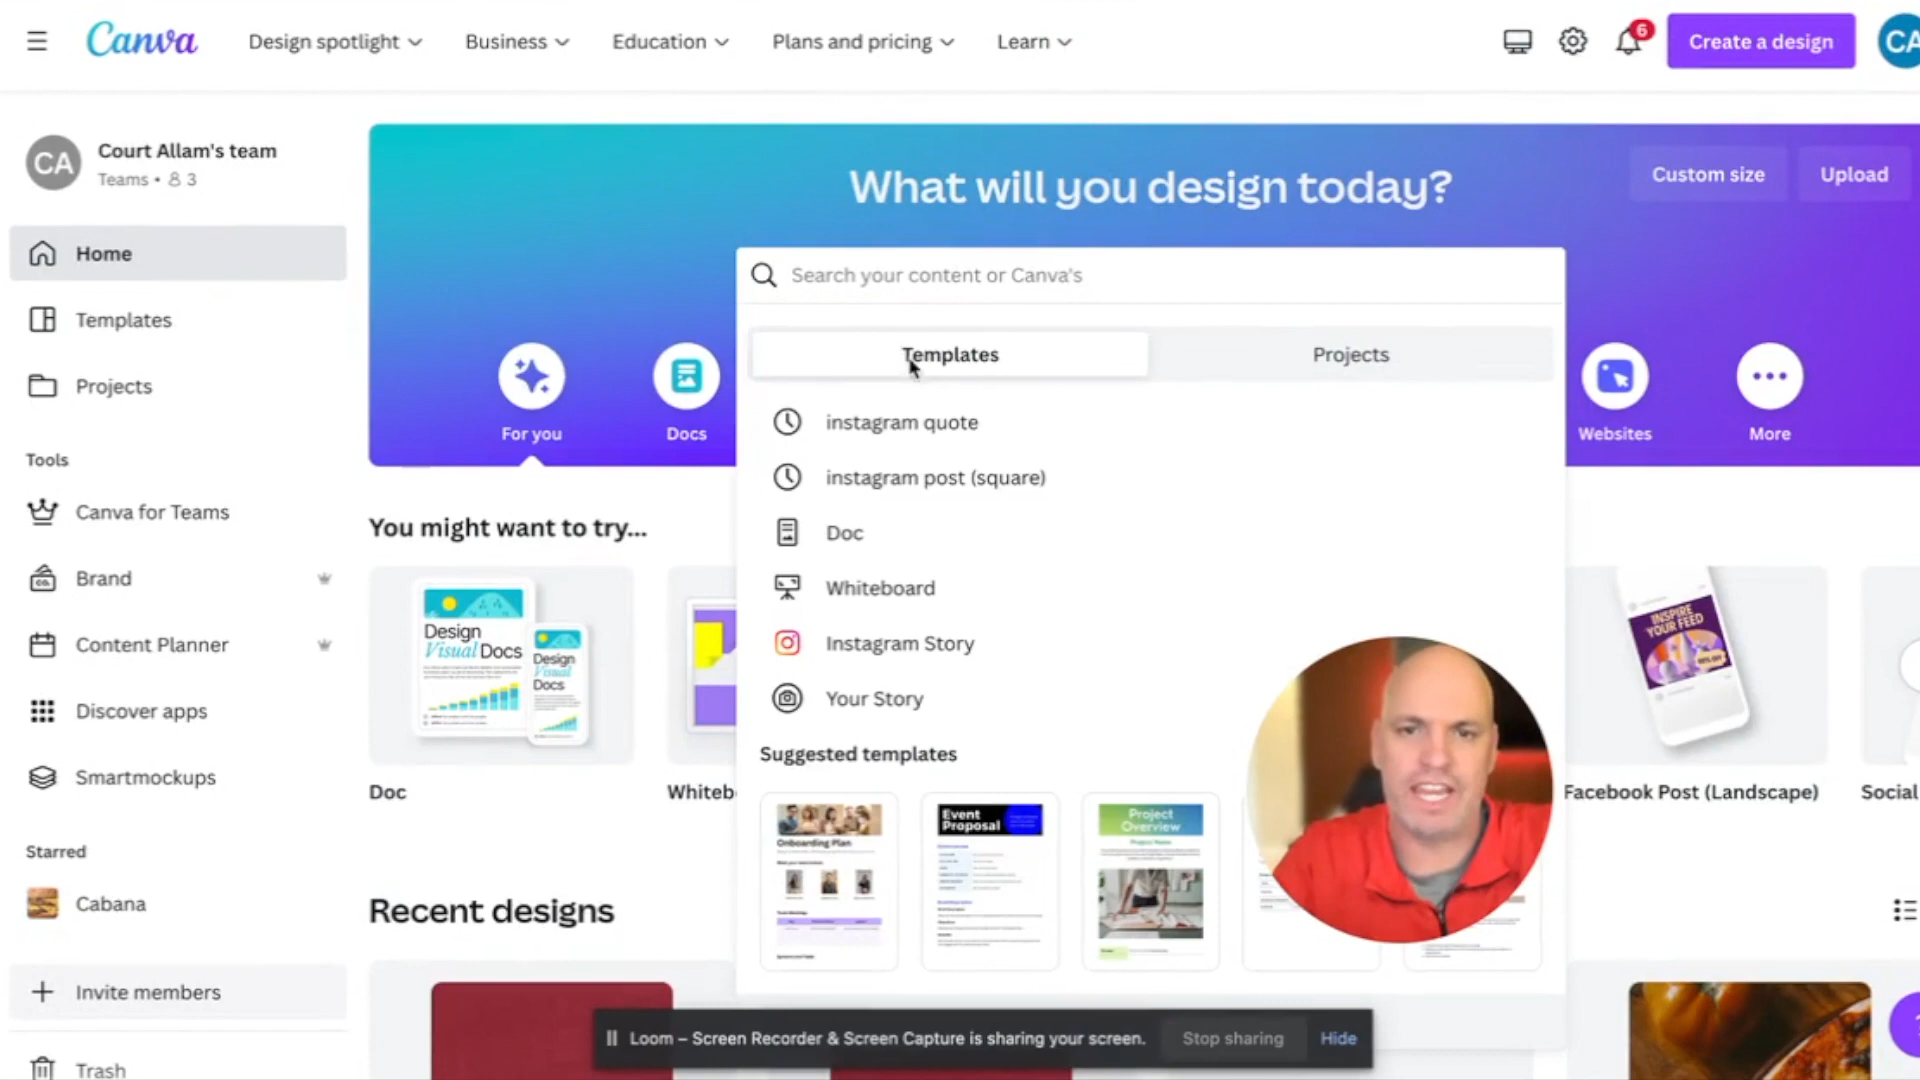 Canva
Design spotlight
Business
Education
Plans and pricing
Learn
6
Create a design
CA
CA
Court Allam's team
Teams • 3
Home
Templates
Projects
Tools
Canva for Teams
Brand
Content Planner
Discover apps
Smartmockups
Starred
Cabana
Invite members
Trash
What will you design today?
Custom size
Upload
Search your content or Canva's
Templates
Projects
For you
Docs
Websites
More
instagram quote
instagram post (square)
Doc
Whiteboard
Instagram Story
Your Story
Suggested templates
Onboarding Plan
Event
Proposal
Project
Overview
You might want to try...
Design
Visual Docs
Design
Visual
Docs
INSPIRE
YOUR FEED
Doc
Whiteb
Facebook Post (Landscape)
Social
Recent designs
Loom – Screen Recorder & Screen Capture is sharing your screen.
Stop sharing
Hide